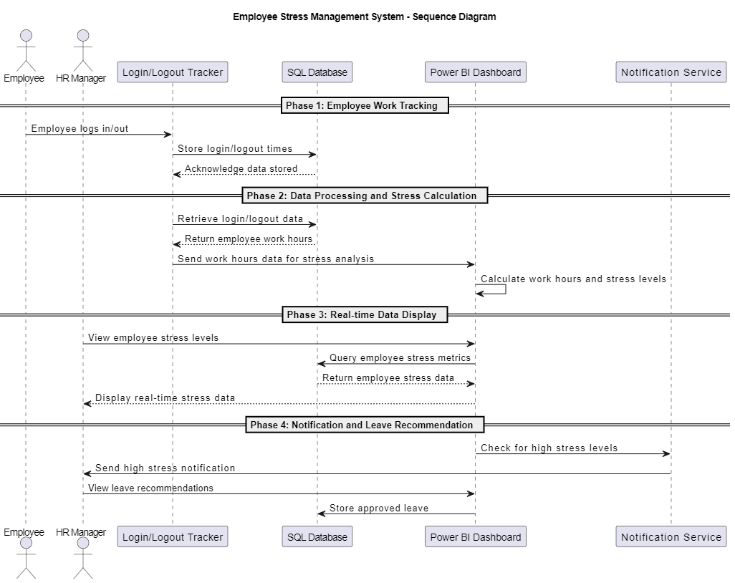 Employee Stress Management System - Sequence Diagram
Employee
HR Manager
Login/Logout Tracker
SQL Database
Power BI Dashboard
Notification Service
Phase 1: Employee Work Tracking
Employee logs in/out
Store login/logout times
Acknowledge data stored
Phase 2: Data Processing and Stress Calculation
Retrieve login/logout data
Return employee work hours
Send work hours data for stress analysis
Calculate work hours and stress levels
Phase 3: Real-time Data Display
View employee stress levels
Query employee stress metrics
Return employee stress data
Display real-time stress data
Phase 4: Notification and Leave Recommendation
Check for high stress levels
Send high stress notification
View leave recommendations
Store approved leave
Employee
HR Manager
Login/Logout Tracker
SQL Database
Power BI Dashboard
Notification Service